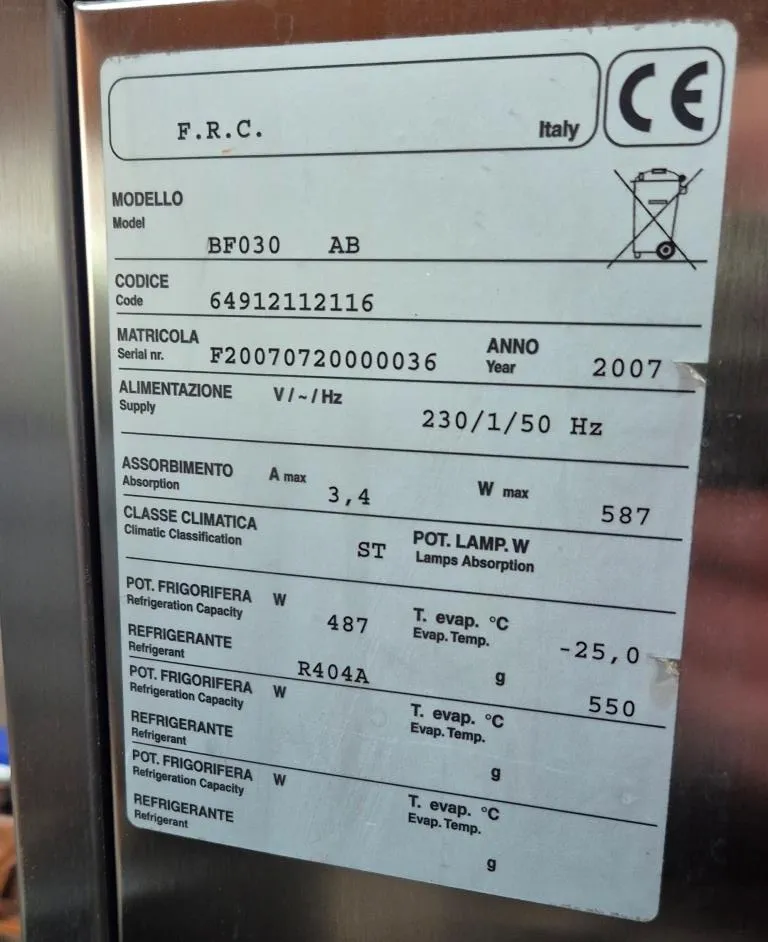 F.R.C. Italy CE
MODELLO
Model
BF030 AB
CODICE
Code 64912112116
MATRICOLA
Serial nr. F20070720000036 ANNO
Year 2007
ALIMENTAZIONE V / ~ / Hz
Supply 230/1/50 Hz
ASSORBIMENTO A max 3,4 W max 587
Absorption
CLASSE CLIMATICA ST POT. LAMP. W
Climatic Classification Lamps Absorption
POT. FRIGORIFERA W 487 T. evap. °C -25,0
Refrigeration Capacity Evap. Temp.
REFRIGERANTE R404A g 550
Refrigerant
POT. FRIGORIFERA W T. evap. °C
Refrigeration Capacity Evap. Temp.
REFRIGERANTE g
Refrigerant
POT. FRIGORIFERA W T. evap. °C
Refrigeration Capacity Evap. Temp.
REFRIGERANTE g
Refrigerant